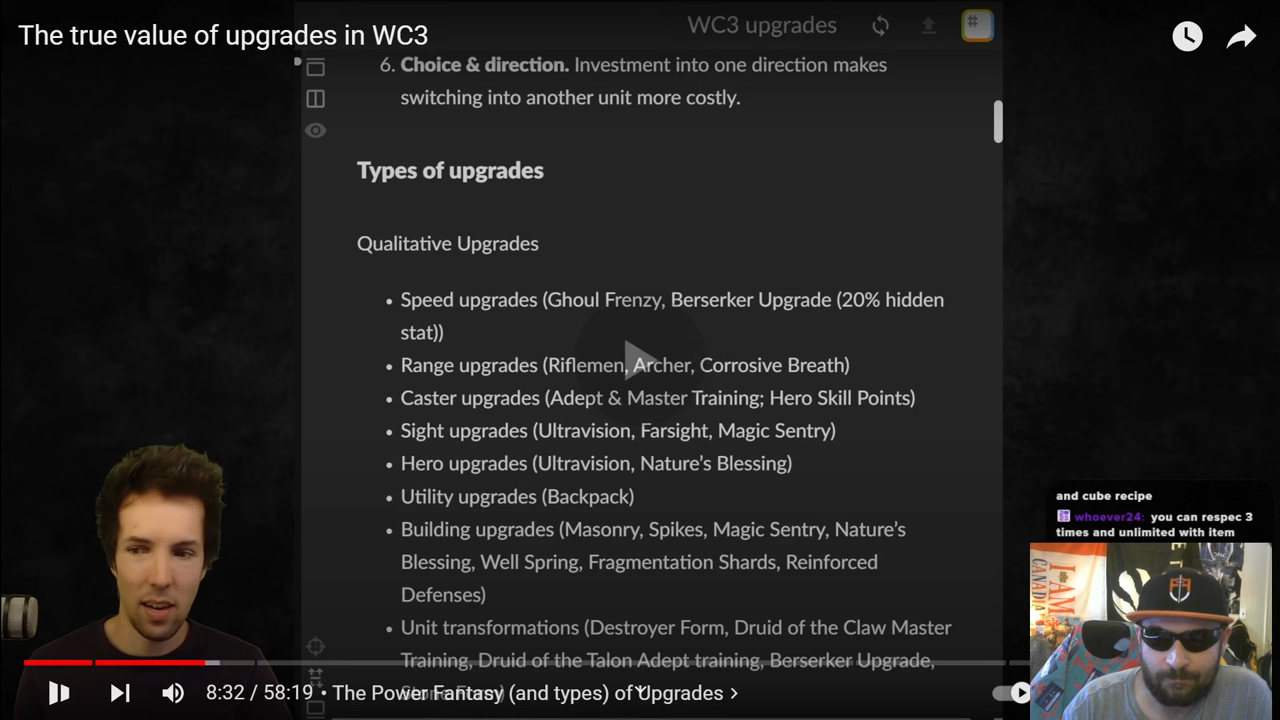 The true value of upgrades in WC3
WC3 upgrades
#
6. Choice & direction. Investment into one direction makes
switching into another unit more costly.
Types of upgrades
Qualitative Upgrades
• Speed upgrades (Ghoul Frenzy, Berserker Upgrade (20% hidden
stat))
• Range upgrades (Riflemen, Archer, Corrosive Breath)
• Caster upgrades (Adept & Master Training; Hero Skill Points)
• Sight upgrades (Ultravision, Farsight, Magic Sentry)
• Hero upgrades (Ultravision, Nature's Blessing)
• Utility upgrades (Backpack)
• Building upgrades (Masonry, Spikes, Magic Sentry, Nature's
Blessing, Well Spring, Fragmentation Shards, Reinforced
Defenses)
• Unit transformations (Destroyer Form, Druid of the Claw Master
Training, Druid of the Talon Adept training, Berserker Upgrade,
8:32 / 58:19 • The Power Fantasy (and types) of Upgrades >
and cube recipe
whoever24: you can respec 3
times and unlimited with item
I AM
CANADIAN